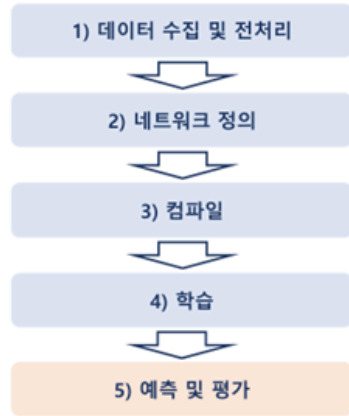 1) 데이터 수집 및 전처리
2) 네트워크 정의
3) 컴파일
4) 학습
5) 예측 및 평가